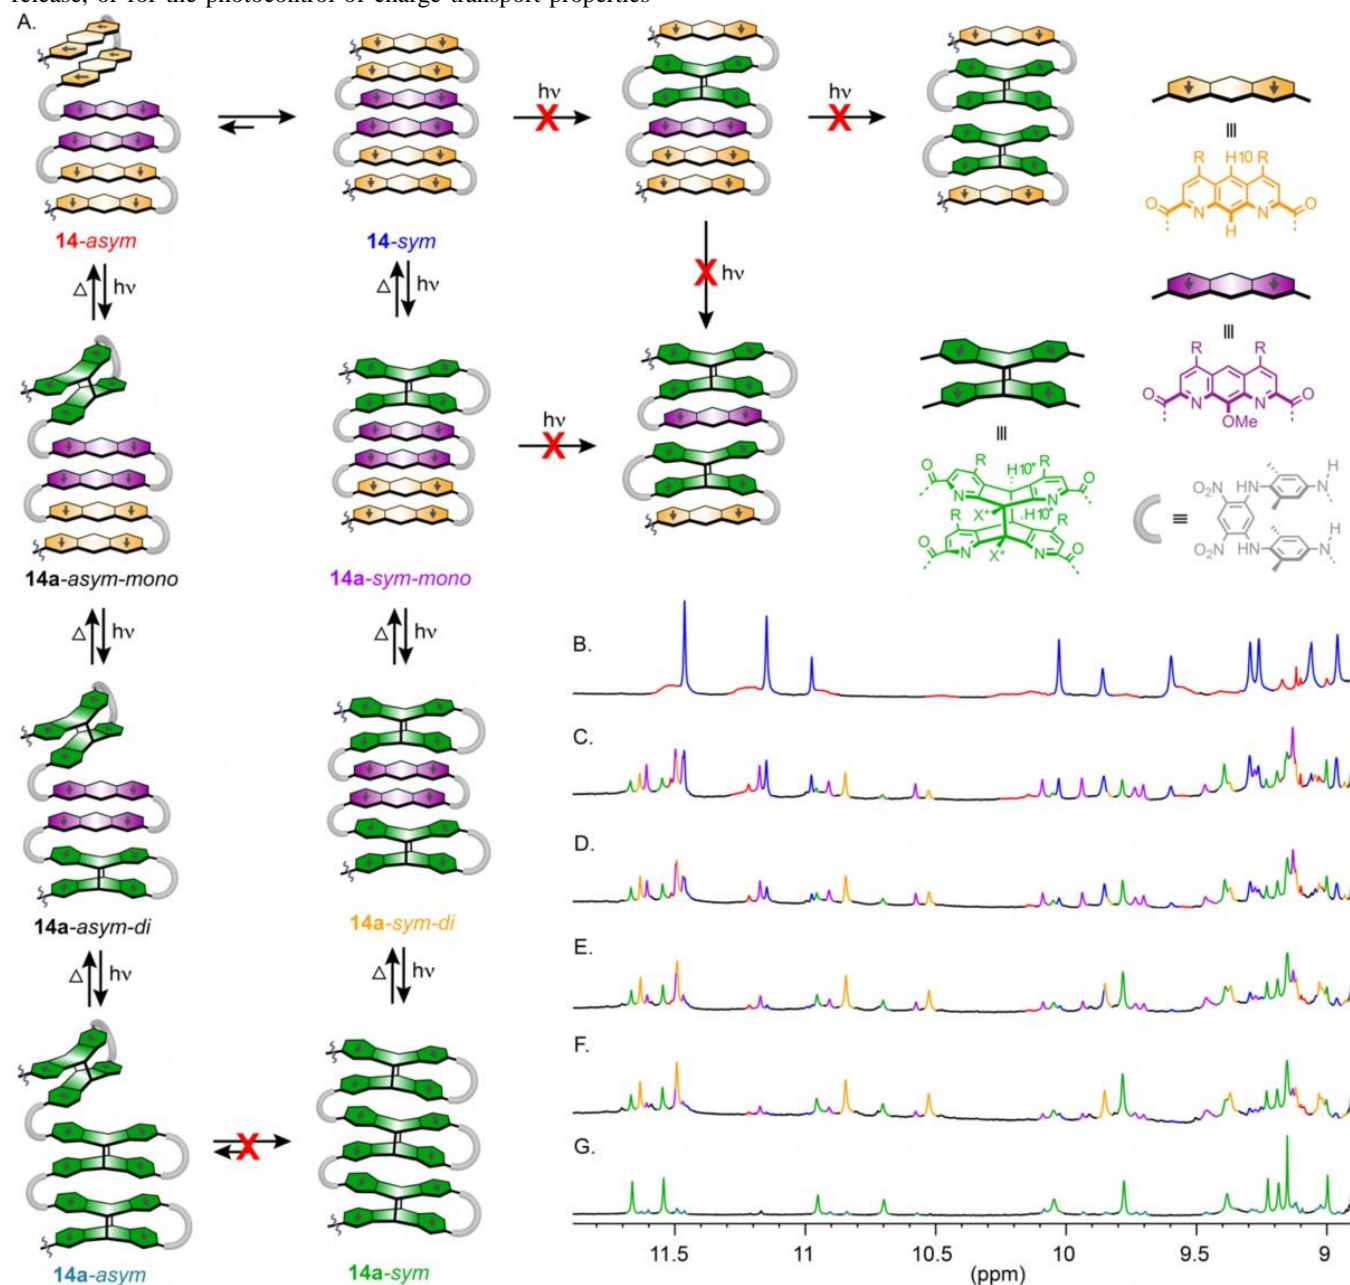 release, or for the photocontrol of charge transport properties
A.
hν
hν
14-asym
14-sym
R H10 R
O N N O
H
Δ hν
Δ hν
hν
R R
O N N O
OMe
hν
14a-asym-mono
14a-sym-mono
O R H10* R O
N N
X* R H10* R
O N N O
X*
O₂N HN N H
O₂N HN N H
Δ hν
Δ hν
B.
C.
D.
14a-asym-di
14a-sym-di
E.
Δ hν
Δ hν
F.
G.
14a-asym
14a-sym
11.5 11 10.5 10 9.5 9
(ppm)